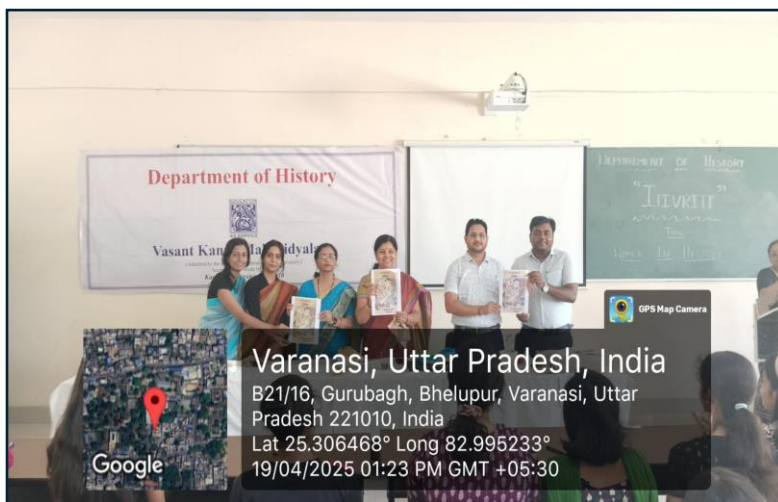 Department of History
Vasant Kan
DEPARTMENT OF HISTORY
"ITIVRITT"
WOMEN IN HISTORY
GPS Map Camera
Varanasi, Uttar Pradesh, India
B21/16, Gurubagh, Bhelupur, Varanasi, Uttar
Pradesh 221010, India
Lat 25.306468° Long 82.995233°
19/04/2025 01:23 PM GMT +05:30
Google